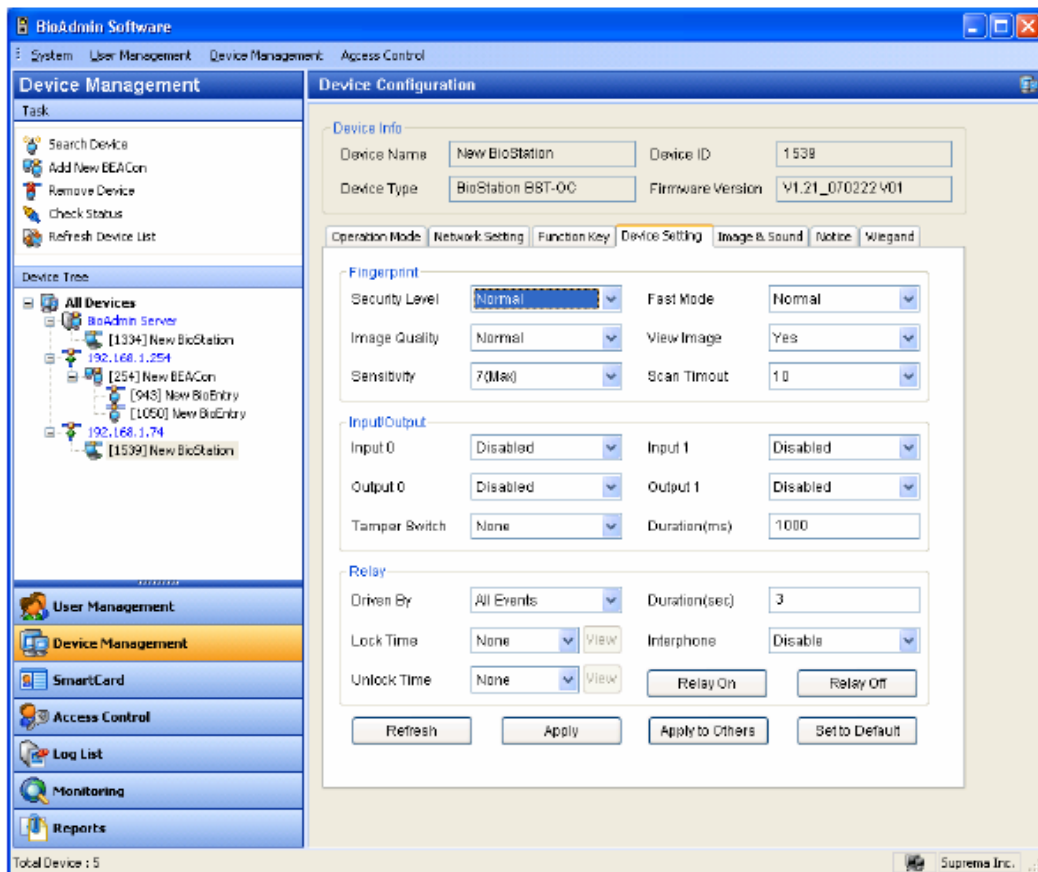 BioAdmin Software
System User Management Device Management Access Control
Device Management
Task
Search Device
Add New BEACon
Remove Device
Check Status
Refresh Device List
Device Tree
All Devices
BioAdmin Server
[1334] New BioStation
192.168.1.254
[254] New BEACon
[943] New BioEntry
[1050] New BioEntry
192.168.1.74
[1539] New BioStation
User Management
Device Management
SmartCard
Access Control
Log List
Monitoring
Reports
Device Configuration
Device Info
Device Name New BioStation Device ID 1539
Device Type BioStation BST-OC Firmware Version V1.21_070222 V01
Operation Mode Network Setting Function Key Device Setting Image & Sound Notice Wiegand
Fingerprint
Security Level Normal Fast Mode Normal
Image Quality Normal View Image Yes
Sensitivity 7(Max) Scan Timout 10
Input/Output
Input 0 Disabled Input 1 Disabled
Output 0 Disabled Output 1 Disabled
Tamper Switch None Duration(ms) 1000
Relay
Driven By All Events Duration(sec) 3
Lock Time None View Interphone Disable
Unlock Time None View Relay On Relay Off
Refresh Apply Apply to Others Set to Default
Total Device : 5 Suprema Inc.